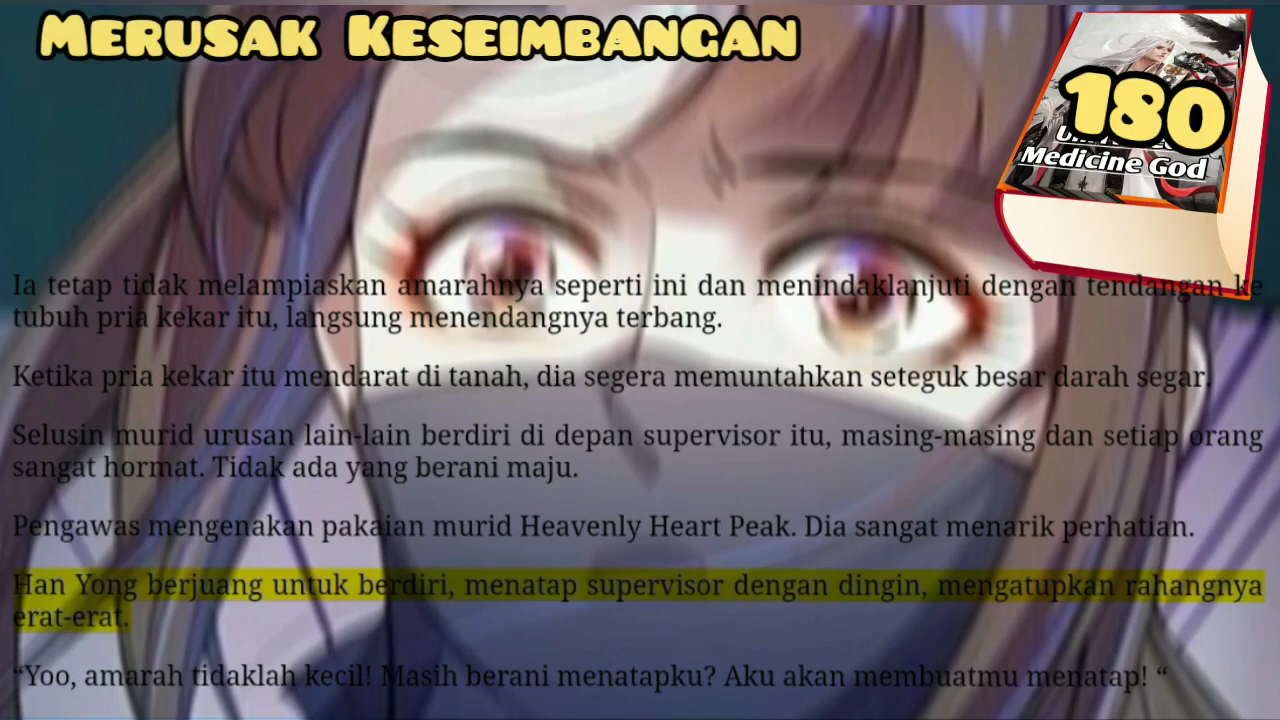 Merusak Keseimbangan
180
Medicine God
Ia tetap tidak melampiaskan amarahnya seperti ini dan menindaklanjuti dengan tendangan ke
tubuh pria kekar itu, langsung menendangnya terbang.
Ketika pria kekar itu mendarat di tanah, dia segera memuntahkan seteguk besar darah segar.
Selusin murid urusan lain-lain berdiri di depan supervisor itu, masing-masing dan setiap orang
sangat hormat. Tidak ada yang berani maju.
Pengawas mengenakan pakaian murid Heavenly Heart Peak. Dia sangat menarik perhatian.
Han Yong berjuang untuk berdiri, menatap supervisor dengan dingin, mengatupkan rahangnya
erat-erat.
“Yoo, amarah tidaklah kecil! Masih berani menatapku? Aku akan membuatmu menatap! “